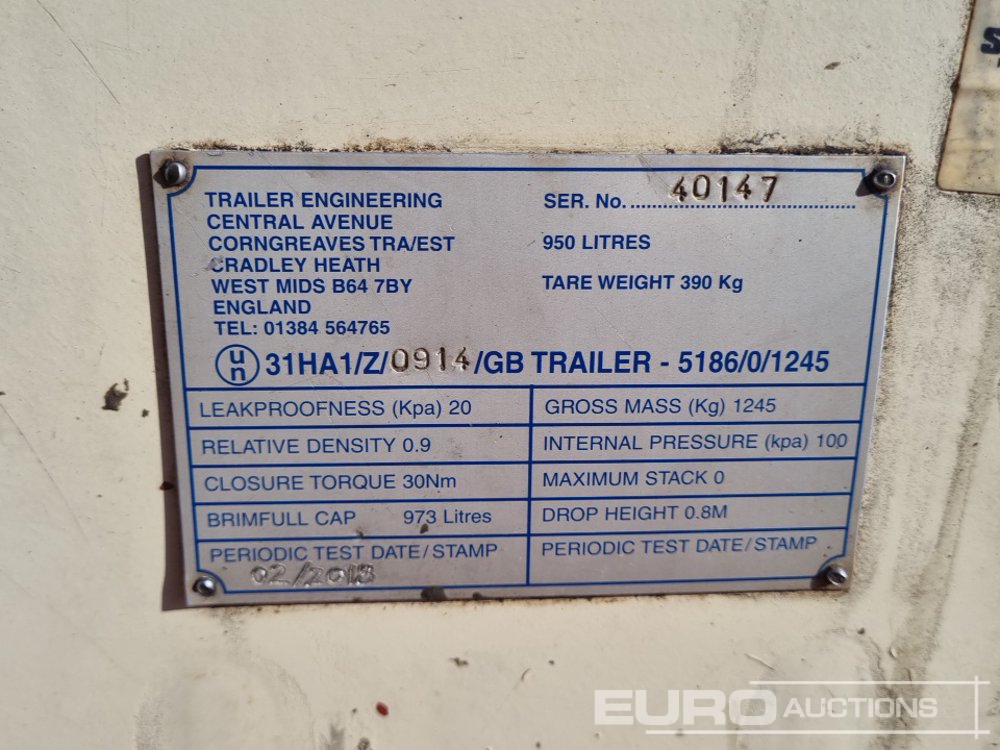 TRAILER ENGINEERING
CENTRAL AVENUE
CORNGREAVES TRA/EST
CRADLEY HEATH
WEST MIDS B64 7BY
ENGLAND
TEL: 01384 564765
SER. No. 40147
950 LITRES
TARE WEIGHT 390 Kg
un 31HA1/Z/0914/GB TRAILER - 5186/0/1245
LEAKPROOFNESS (Kpa) 20
GROSS MASS (Kg) 1245
RELATIVE DENSITY 0.9
INTERNAL PRESSURE (kpa) 100
CLOSURE TORQUE 30Nm
MAXIMUM STACK 0
BRIMFULL CAP 973 Litres
DROP HEIGHT 0.8M
PERIODIC TEST DATE/STAMP
02/2018
PERIODIC TEST DATE/STAMP
EURO AUCTIONS